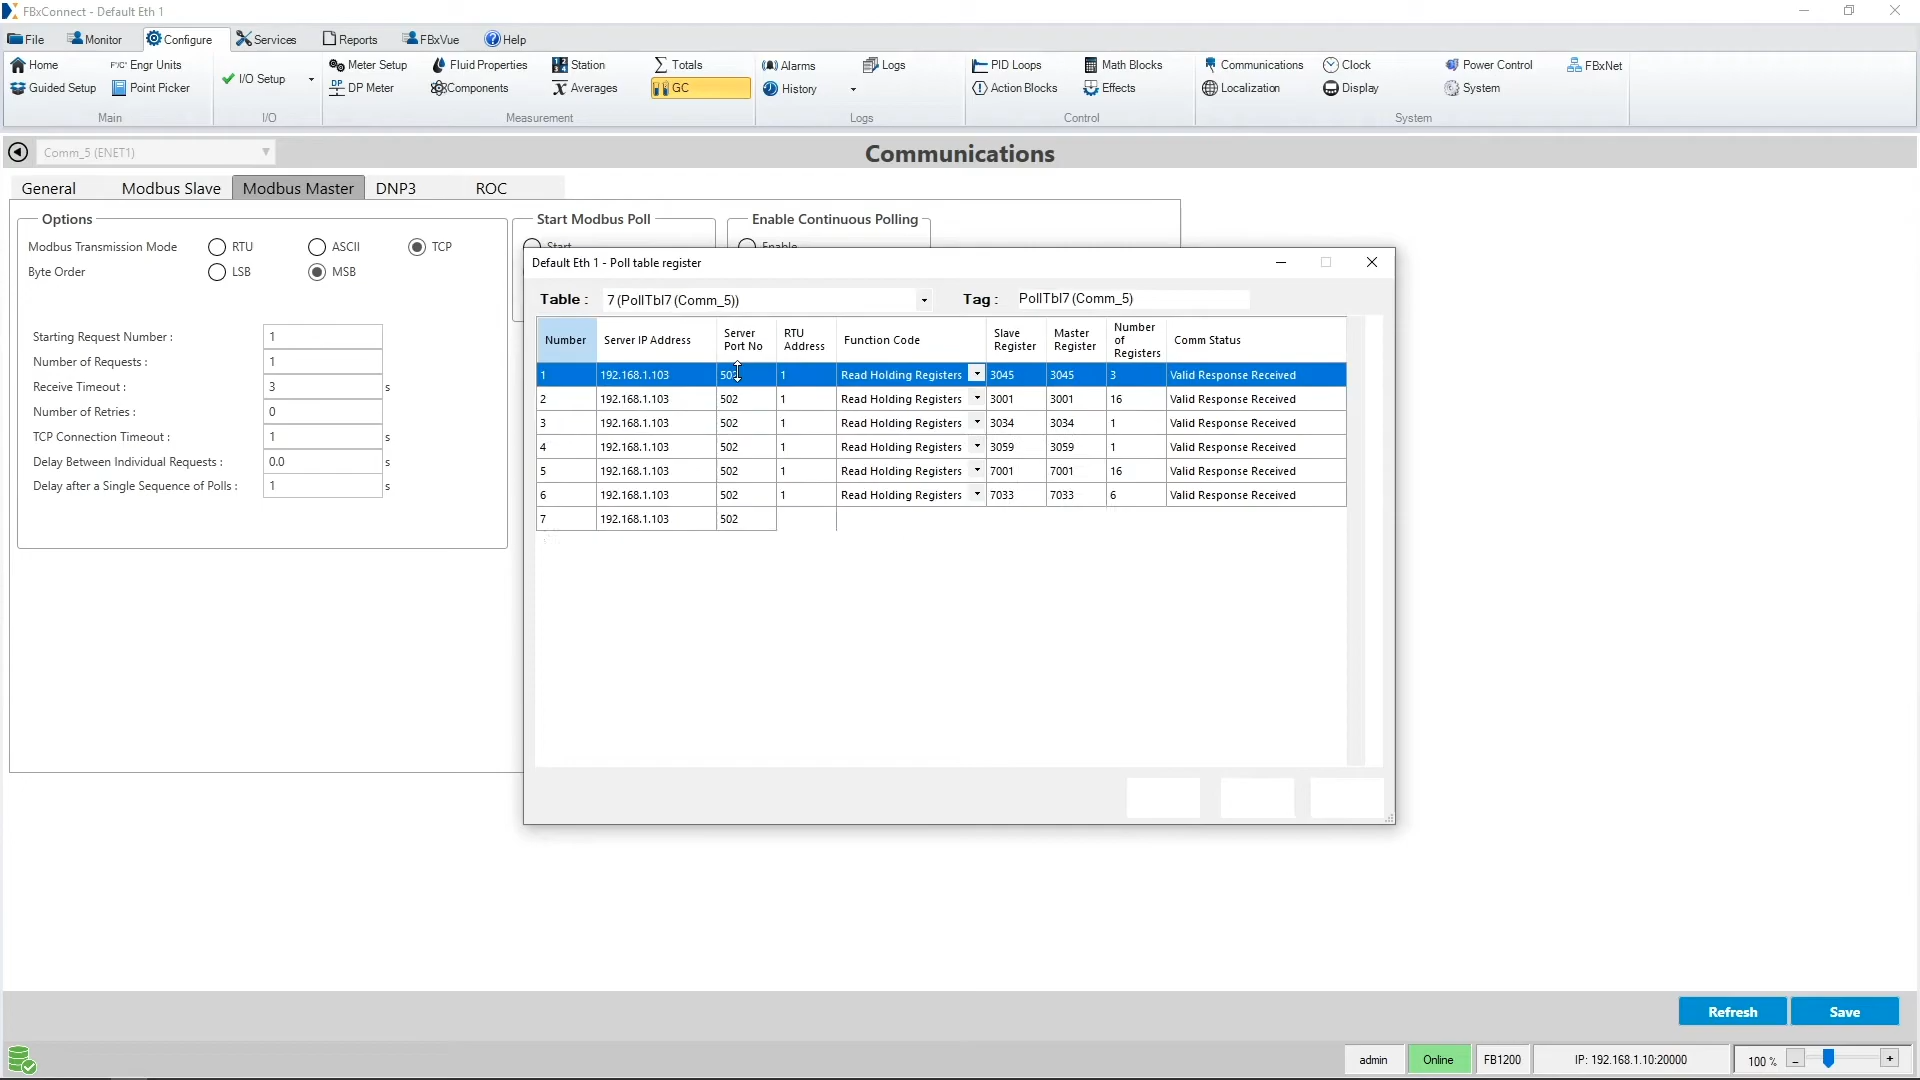 FBxConnect - Default Eth 1
File Monitor Configure Services Reports FBxVue Help
Home F°/C° Engr Units I/O Setup Meter Setup Fluid Properties Station Totals Alarms Logs PID Loops Math Blocks Communications Clock Power Control FBxNet
Guided Setup Point Picker DP DP Meter Components Averages GC History Action Blocks Effects Localization Display System
Main I/O Measurement Logs Control System
Comm_5 (ENET1)
Communications
General Modbus Slave Modbus Master DNP3 ROC
Options Start Modbus Poll Enable Continuous Polling
Modbus Transmission Mode RTU ASCII TCP Start Enable
Byte Order LSB MSB
Starting Request Number : 1
Number of Requests : 1
Receive Timeout : 3 s
Number of Retries : 0
TCP Connection Timeout : 1 s
Delay Between Individual Requests : 0.0 s
Delay after a Single Sequence of Polls : 1 s
Default Eth 1 - Poll table register
Table : 7 (PollTbl7 (Comm_5)) Tag : PollTbl7 (Comm_5)
Number Server IP Address Server Port No RTU Address Function Code Slave Register Master Register Number of Registers Comm Status
1 192.168.1.103 502 1 Read Holding Registers 3045 3045 3 Valid Response Received
2 192.168.1.103 502 1 Read Holding Registers 3001 3001 16 Valid Response Received
3 192.168.1.103 502 1 Read Holding Registers 3034 3034 1 Valid Response Received
4 192.168.1.103 502 1 Read Holding Registers 3059 3059 1 Valid Response Received
5 192.168.1.103 502 1 Read Holding Registers 7001 7001 16 Valid Response Received
6 192.168.1.103 502 1 Read Holding Registers 7033 7033 6 Valid Response Received
7 192.168.1.103 502
Refresh Save
admin Online FB1200 IP: 192.168.1.10:20000 100 % - +